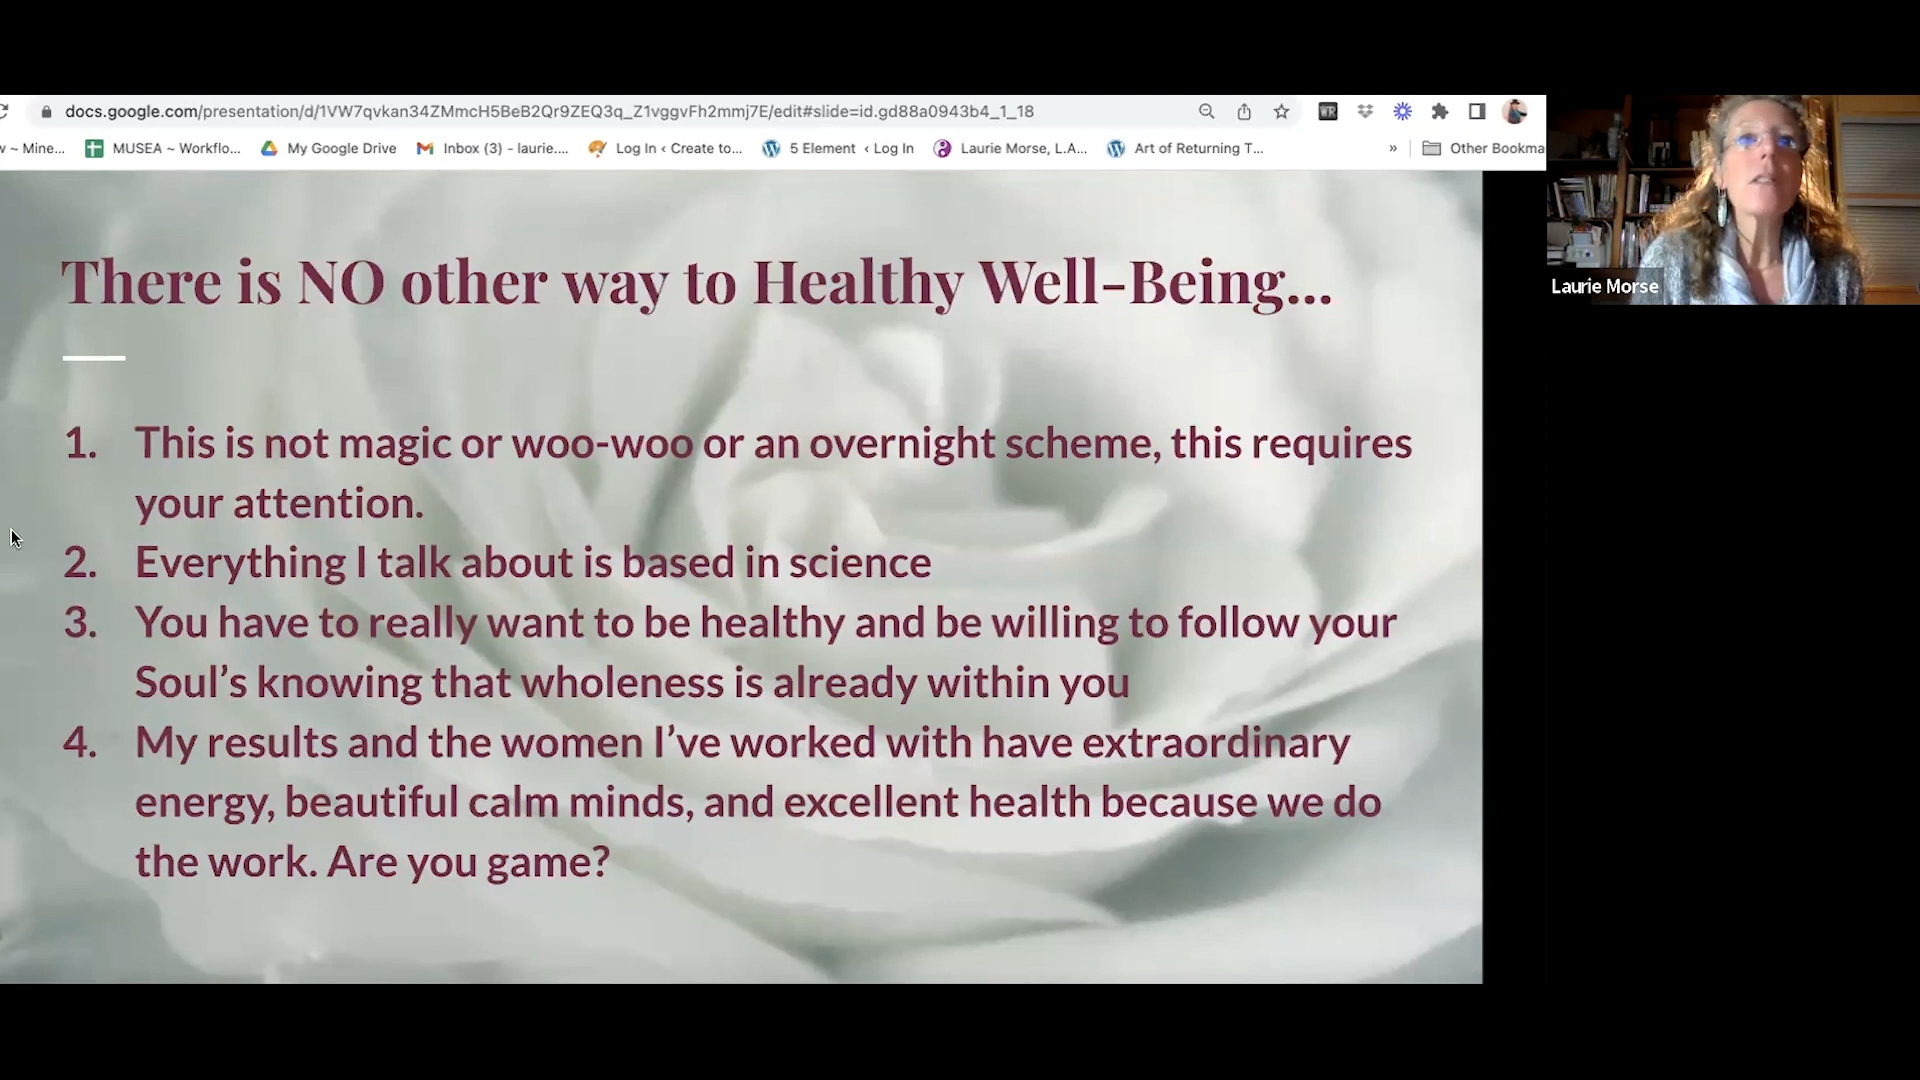 docs.google.com/presentation/d/1VW7qvkan34ZMmcH5BeB2Qr9ZEQ3q_Z1vggvFh2mmj7E/edit#slide=id.gd88a0943b4_1_18
WR
v ~ Mine... MUSEA ~ Workflo... My Google Drive Inbox (3) - laurie.... Log In ‹ Create to... 5 Element ‹ Log In Laurie Morse, L.A... Art of Returning T... » Other Bookma
Laurie Morse
There is NO other way to Healthy Well-Being...
1. This is not magic or woo-woo or an overnight scheme, this requires
your attention.
2. Everything I talk about is based in science
3. You have to really want to be healthy and be willing to follow your
Soul’s knowing that wholeness is already within you
4. My results and the women I’ve worked with have extraordinary
energy, beautiful calm minds, and excellent health because we do
the work. Are you game?